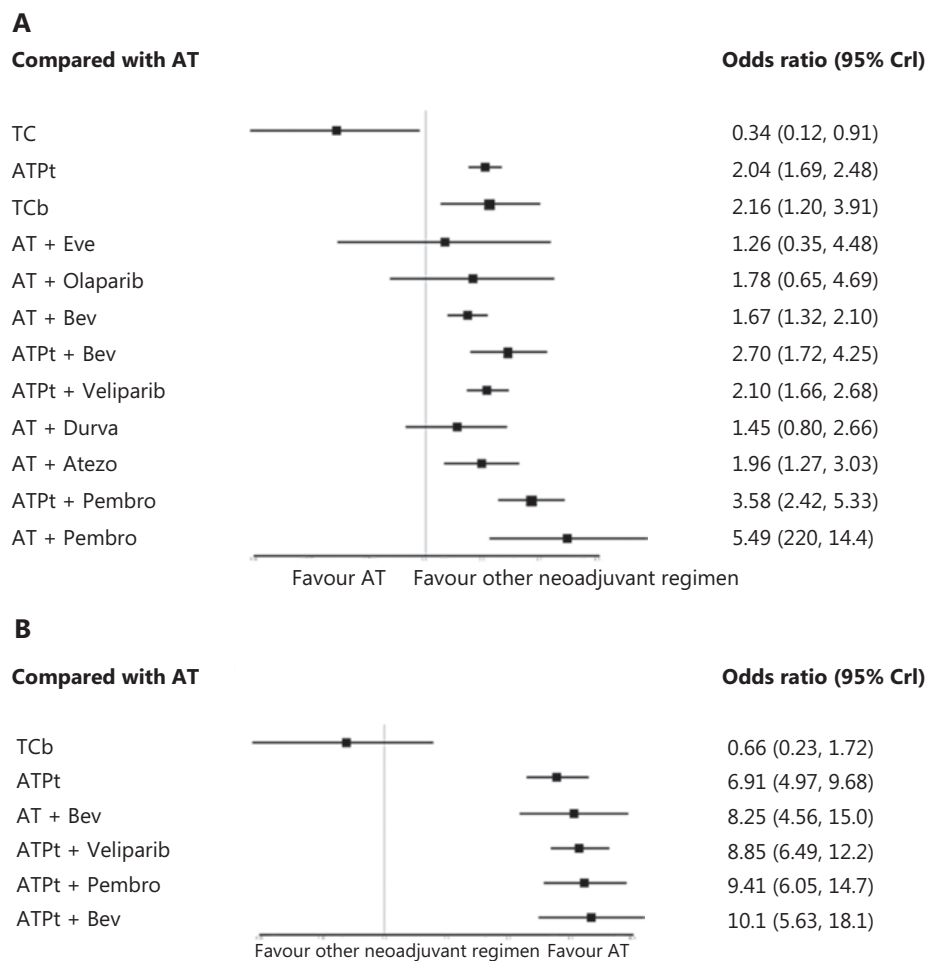 A
Compared with AT Odds ratio (95% Crl)
TC 0.34 (0.12, 0.91)
ATPt 2.04 (1.69, 2.48)
TCb 2.16 (1.20, 3.91)
AT + Eve 1.26 (0.35, 4.48)
AT + Olaparib 1.78 (0.65, 4.69)
AT + Bev 1.67 (1.32, 2.10)
ATPt + Bev 2.70 (1.72, 4.25)
ATPt + Veliparib 2.10 (1.66, 2.68)
AT + Durva 1.45 (0.80, 2.66)
AT + Atezo 1.96 (1.27, 3.03)
ATPt + Pembro 3.58 (2.42, 5.33)
AT + Pembro 5.49 (220, 14.4)
Favour AT Favour other neoadjuvant regimen
B
Compared with AT Odds ratio (95% Crl)
TCb 0.66 (0.23, 1.72)
ATPt 6.91 (4.97, 9.68)
AT + Bev 8.25 (4.56, 15.0)
ATPt + Veliparib 8.85 (6.49, 12.2)
ATPt + Pembro 9.41 (6.05, 14.7)
ATPt + Bev 10.1 (5.63, 18.1)
Favour other neoadjuvant regimen Favour AT